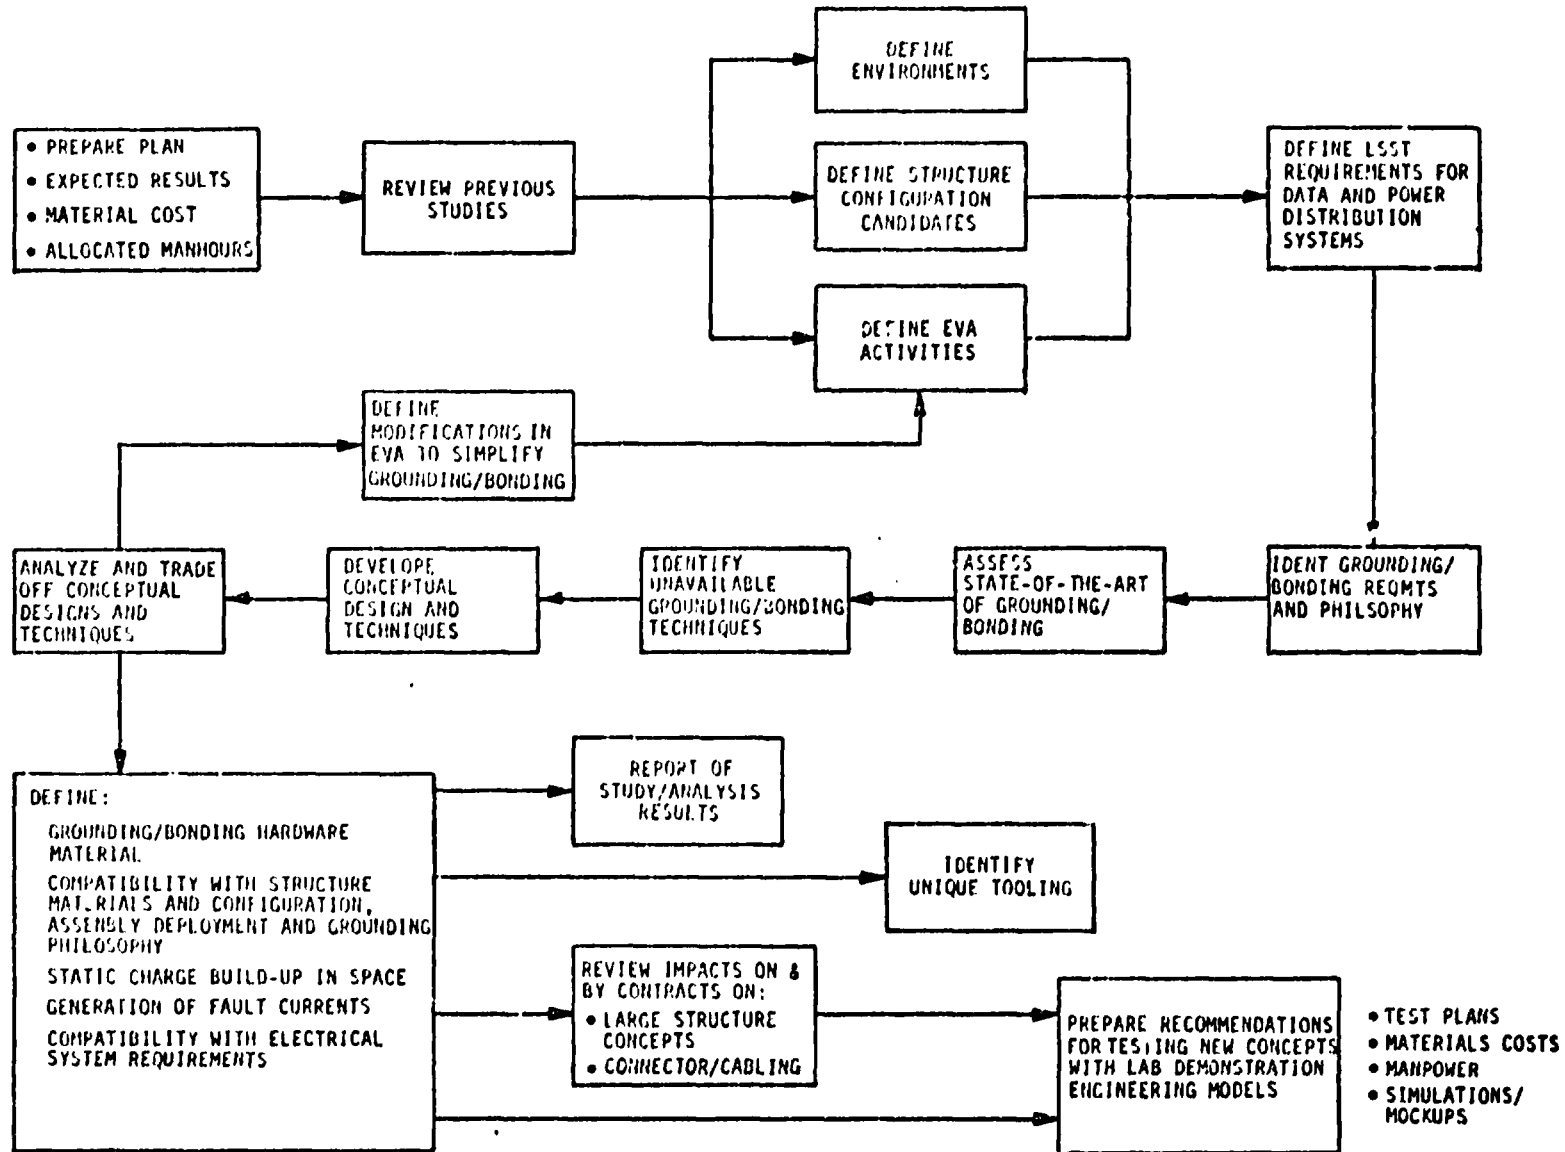 DEFINE
ENVIRONMENTS
• PREPARE PLAN
• EXPECTED RESULTS
• MATERIAL COST
• ALLOCATED MANHOURS
REVIEW PREVIOUS
STUDIES
DEFINE STRUCTURE
CONFIGURATION
CANDIDATES
DEFINE LSST
REQUIREMENTS FOR
DATA AND POWER
DISTRIBUTION
SYSTEMS
DEFINE EVA
ACTIVITIES
DEFINE
MODIFICATIONS IN
EVA TO SIMPLIFY
GROUNDING/BONDING
ANALYZE AND TRADE
OFF CONCEPTUAL
DESIGNS AND
TECHNIQUES
DEVELOPE
CONCEPTUAL
DESIGN AND
TECHNIQUES
IDENTIFY
UNAVAILABLE
GROUNDING/BONDING
TECHNIQUES
ASSESS
STATE-OF-THE-ART
OF GROUNDING/
BONDING
IDENT GROUNDING/
BONDING REQMTS
AND PHILSOPHY
DEFINE:
GROUNDING/BONDING HARDWARE
MATERIAL
COMPATIBILITY WITH STRUCTURE
MATERIALS AND CONFIGURATION,
ASSEMBLY DEPLOYMENT AND GROUNDING
PHILOSOPHY
STATIC CHARGE BUILD-UP IN SPACE
GENERATION OF FAULT CURRENTS
COMPATIBILITY WITH ELECTRICAL
SYSTEM REQUIREMENTS
REPORT OF
STUDY/ANALYSIS
RESULTS
IDENTIFY
UNIQUE TOOLING
REVIEW IMPACTS ON &
BY CONTRACTS ON:
• LARGE STRUCTURE
CONCEPTS
• CONNECTOR/CABLING
PREPARE RECOMMENDATIONS
FOR TESTING NEW CONCEPTS
WITH LAB DEMONSTRATION
ENGINEERING MODELS
• TEST PLANS
• MATERIALS COSTS
• MANPOWER
• SIMULATIONS/
MOCKUPS